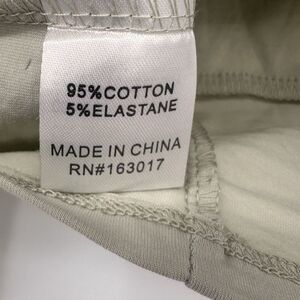 95%COTTON
5%ELASTANE
MADE IN CHINA
RN#163017